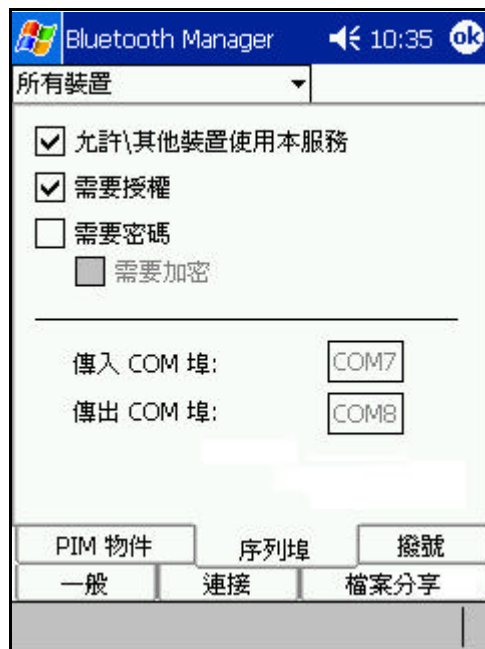 Bluetooth Manager 10:35 ok
所有裝置
允許\其他裝置使用本服務
需要授權
需要密碼
需要加密
傳入 COM 埠: COM7
傳出 COM 埠: COM8
PIM 物件 序列埠 撥號
一般 連接 檔案分享